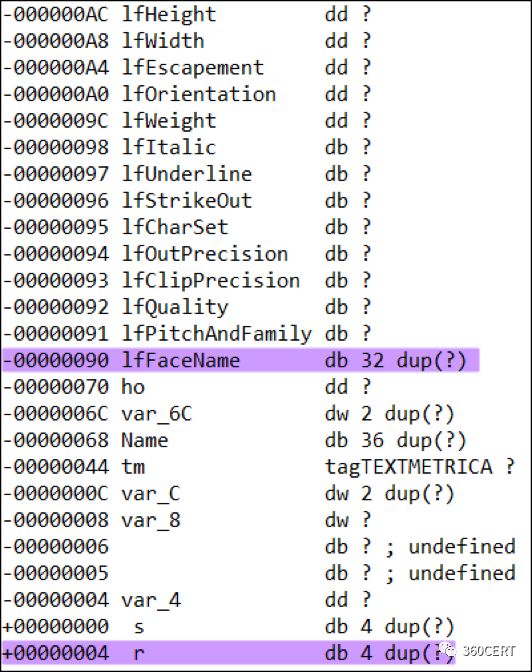 -000000AC lfHeight dd ?
-000000A8 lfWidth dd ?
-000000A4 lfEscapement dd ?
-000000A0 lfOrientation dd ?
-0000009C lfWeight dd ?
-00000098 lfItalic db ?
-00000097 lfUnderline db ?
-00000096 lfStrikeOut db ?
-00000095 lfCharSet db ?
-00000094 lfOutPrecision db ?
-00000093 lfClipPrecision db ?
-00000092 lfQuality db ?
-00000091 lfPitchAndFamily db ?
-00000090 lfFaceName db 32 dup(?)
-00000070 ho dd ?
-0000006C var_6C dw 2 dup(?)
-00000068 Name db 36 dup(?)
-00000044 tm tagTEXTMETRICA ?
-0000000C var_C dw 2 dup(?)
-00000008 var_8 dw ?
-00000006 db ? ; undefined
-00000005 db ? ; undefined
-00000004 var_4 dd ?
+00000000 s db 4 dup(?)
+00000004 r db 4 dup(?)
360CERT